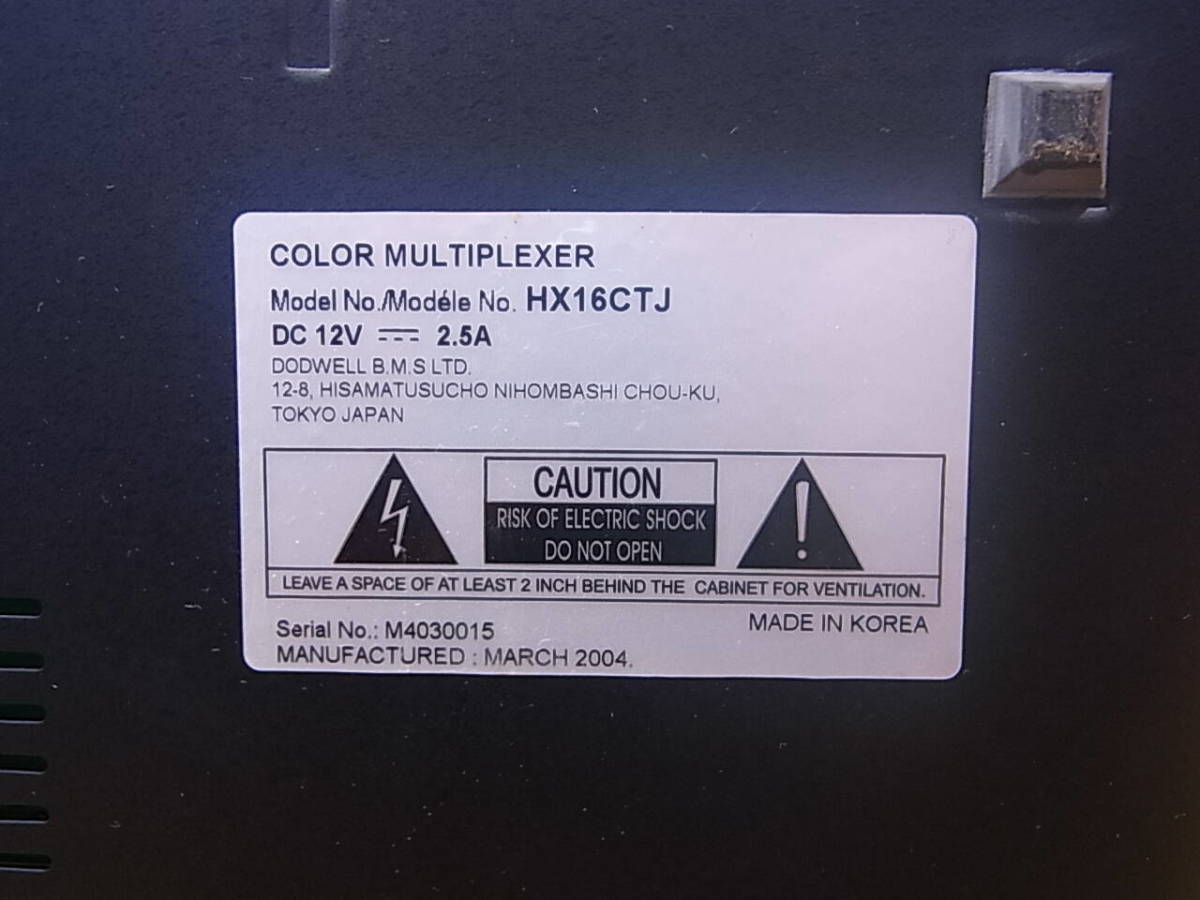 COLOR MULTIPLEXER
Model No./Modéle No. HX16CTJ
DC 12V 2.5A
DODWELL B.M.S LTD.
12-8, HISAMATUSUCHO NIHOMBASHI CHOU-KU,
TOKYO JAPAN
CAUTION
RISK OF ELECTRIC SHOCK
DO NOT OPEN
LEAVE A SPACE OF AT LEAST 2 INCH BEHIND THE CABINET FOR VENTILATION.
Serial No.: M4030015
MADE IN KOREA
MANUFACTURED : MARCH 2004.